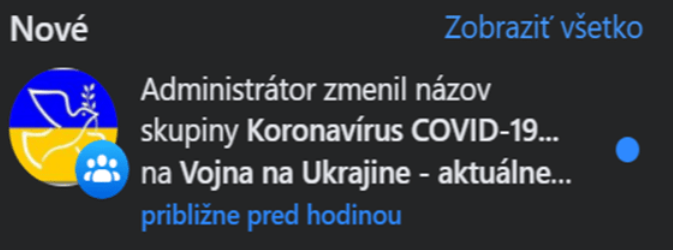 Nové
Zobraziť všetko
Administrátor zmenil názov
skupiny Koronavírus COVID-19...
na Vojna na Ukrajine - aktuálne...
približne pred hodinou